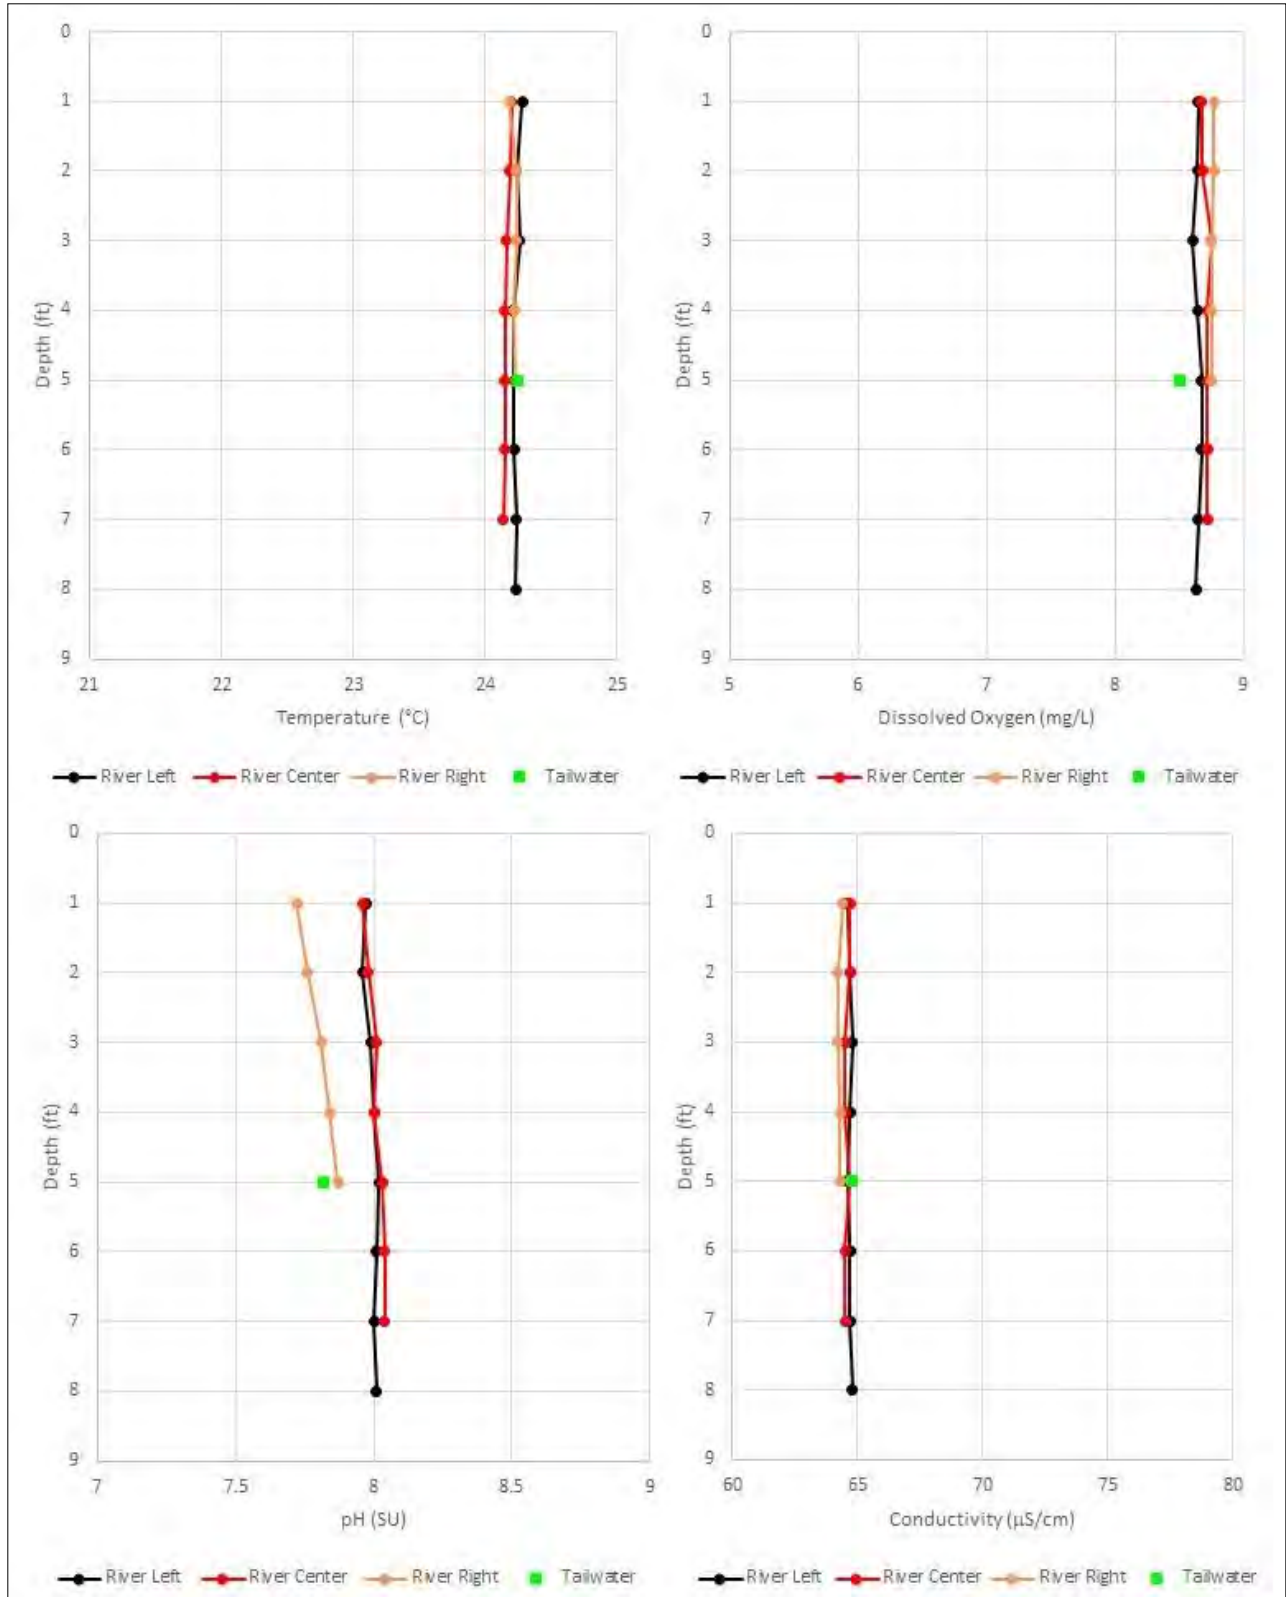 0
1
2
3
4
5
6
7
8
9
Depth (ft)
21 22 23 24 25
Temperature (°C)
River Left River Center River Right Tailwater
0
1
2
3
4
5
6
7
8
9
Depth (ft)
5 6 7 8 9
Dissolved Oxygen (mg/L)
River Left River Center River Right Tailwater
0
1
2
3
4
5
6
7
8
9
Depth (ft)
7 7.5 8 8.5 9
pH (SU)
River Left River Center River Right Tailwater
0
1
2
3
4
5
6
7
8
9
Depth (ft)
60 65 70 75 80
Conductivity (µS/cm)
River Left River Center River Right Tailwater